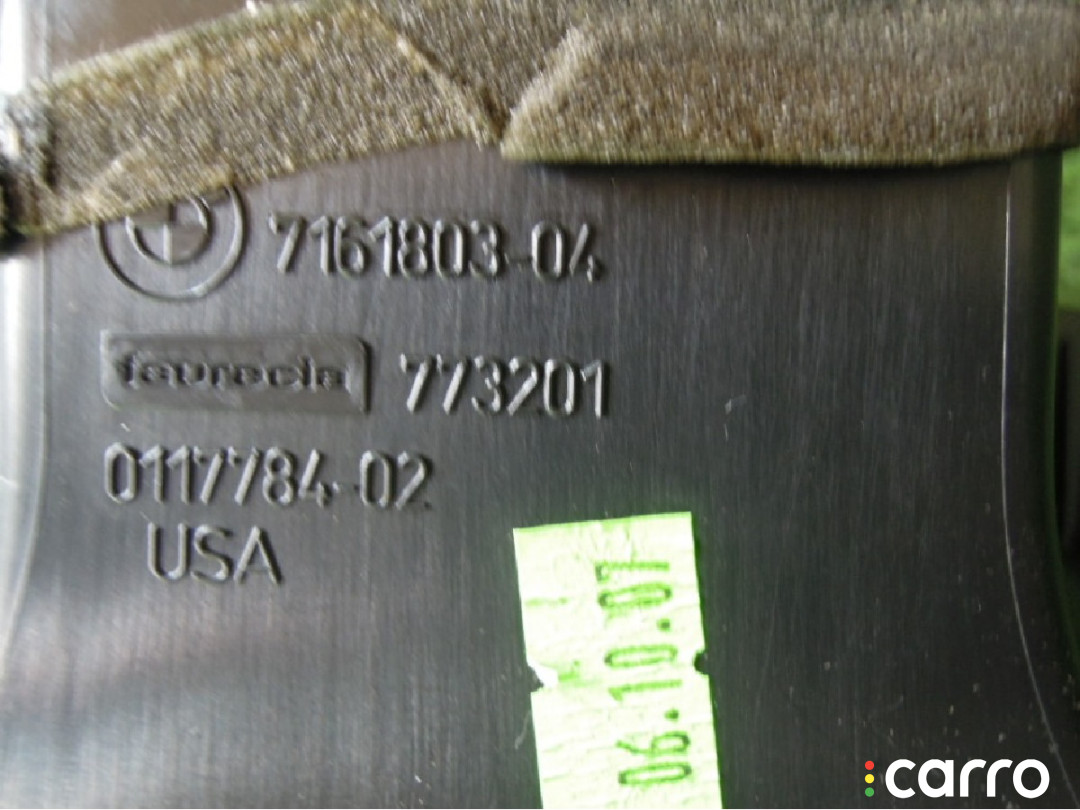 7161803-04
faurecia 773201
0117784-02
USA
06.10.07
carro